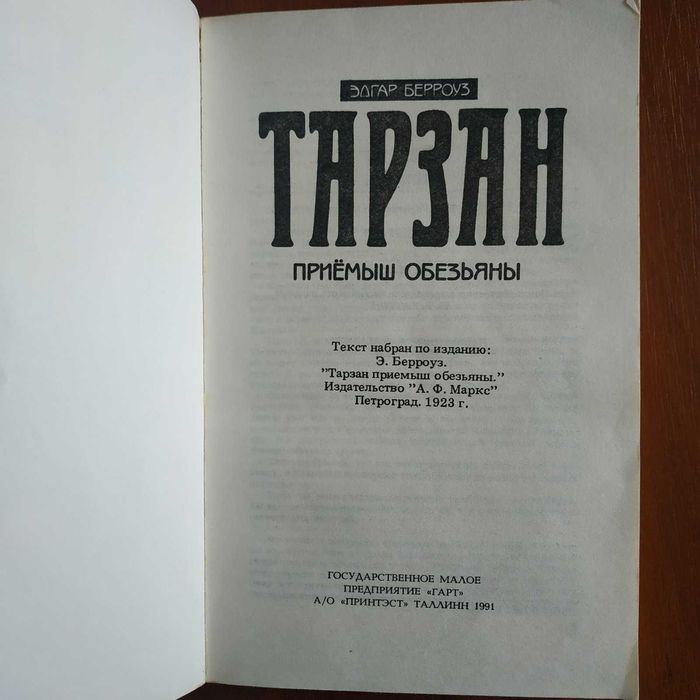 ЭДГАР БЕРРОУЗ
ТАРЗАН
ПРИЁМЫШ ОБЕЗЬЯНЫ
Текст набран по изданию:
Э. Берроуз.
"Тарзан приемыш обезьяны."
Издательство "А. Ф. Маркс"
Петроград. 1923 г.
ГОСУДАРСТВЕННОЕ МАЛОЕ
ПРЕДПРИЯТИЕ «ГАРТ»
А/О «ПРИНТЭСТ» ТАЛЛИНН 1991